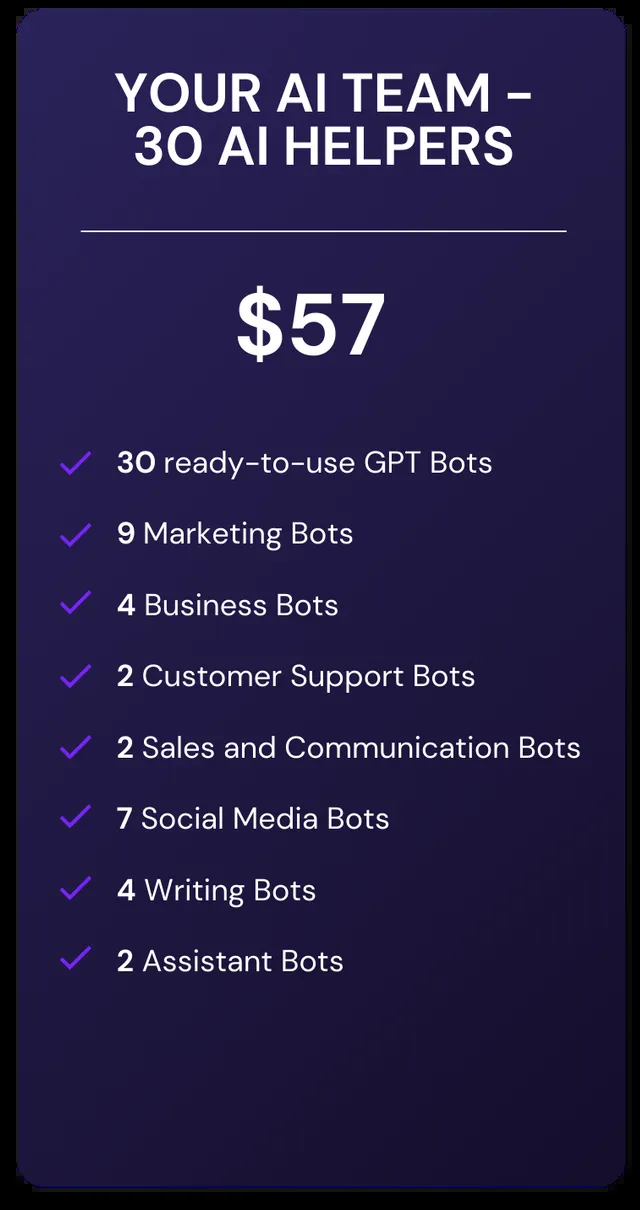 YOUR AI TEAM –
30 AI HELPERS
$57
30 ready-to-use GPT Bots
9 Marketing Bots
4 Business Bots
2 Customer Support Bots
2 Sales and Communication Bots
7 Social Media Bots
4 Writing Bots
2 Assistant Bots